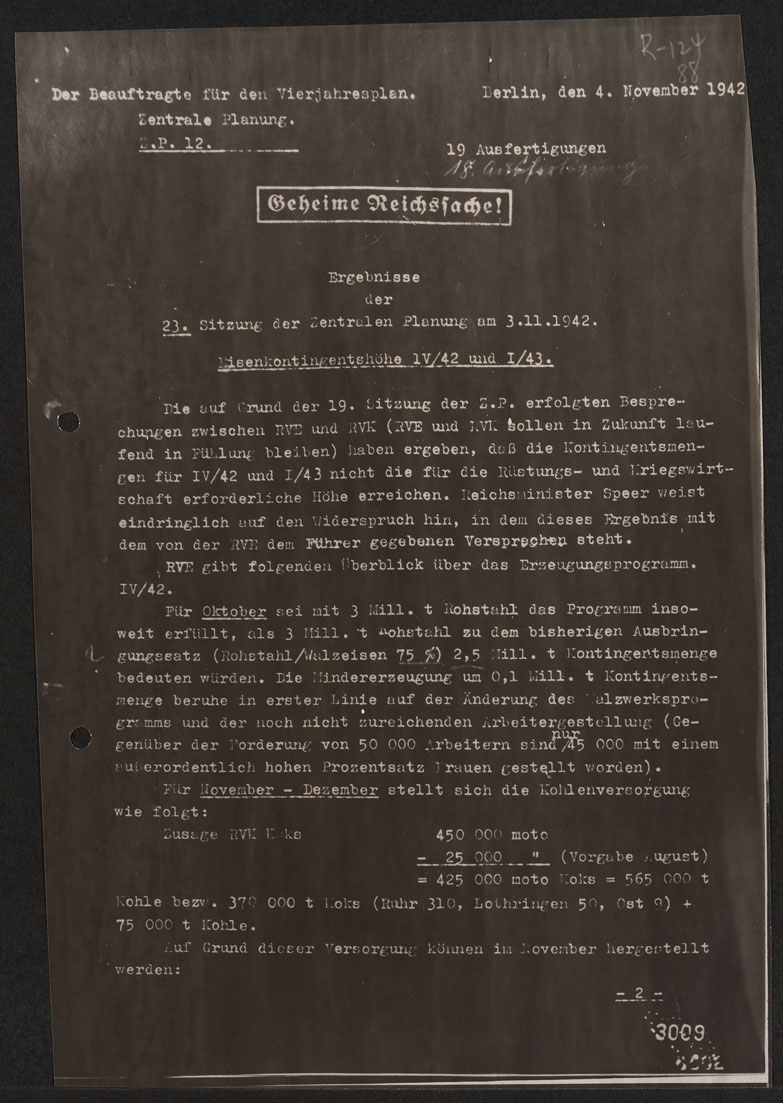 R-124
88
Der Beauftragte für den Vierjahresplan. Berlin, den 4. November 1942
Zentrale Planung.
Z.P. 12.
19 Ausfertigungen
18. Ausfertigung
Geheime Reichssache!
Ergebnisse
der
23. Sitzung der Zentralen Planung am 3.11.1942.
Eisenkontingentshöhe IV/42 und I/43.
Die auf Grund der 19. Sitzung der Z.P. erfolgten Bespre-
chungen zwischen RVE und RVK (RVE und RVK sollen in Zukunft lau-
fend in Fühlung bleiben) haben ergeben, daß die Kontingentsmen-
gen für IV/42 und I/43 nicht die für die Rüstungs- und Kriegswirt-
schaft erforderliche Höhe erreichen. Reichsminister Speer weist
eindringlich auf den Widerspruch hin, in dem dieses Ergebnis mit
dem von der RVE dem Führer gegebenen Versprechen steht.
RVE gibt folgenden Überblick über das Erzeugungsprogramm.
IV/42.
Für Oktober sei mit 3 Mill. t Rohstahl das Programm inso-
weit erfüllt, als 3 Mill. t Rohstahl zu dem bisherigen Ausbrin-
gungssatz (Rohstahl/Walzeisen 75 %) 2,5 Mill. t Kontingentsmenge
bedeuten würden. Die Mindererzeugung um 0,1 Mill. t Kontingents-
menge beruhe in erster Linie auf der Änderung des Walzwerkspro-
gramms und der noch nicht zureichenden Arbeitergestellung (Ge-
genüber der Forderung von 50 000 Arbeitern sind nur 45 000 mit einem
außerordentlich hohen Prozentsatz Frauen gestellt worden).
Für November - Dezember stellt sich die Kohlenversorgung
wie folgt:
Zusage RVK Koks 450 000 moto
- 25 000 " (Vorgabe August)
= 425 000 moto Koks = 565 000 t
Kohle bezw. 370 000 t Koks (Ruhr 310, Lothringen 50, Ost 9) +
75 000 t Kohle.
Auf Grund dieser Versorgung können im November hergestellt
werden:
- 2 -
3009